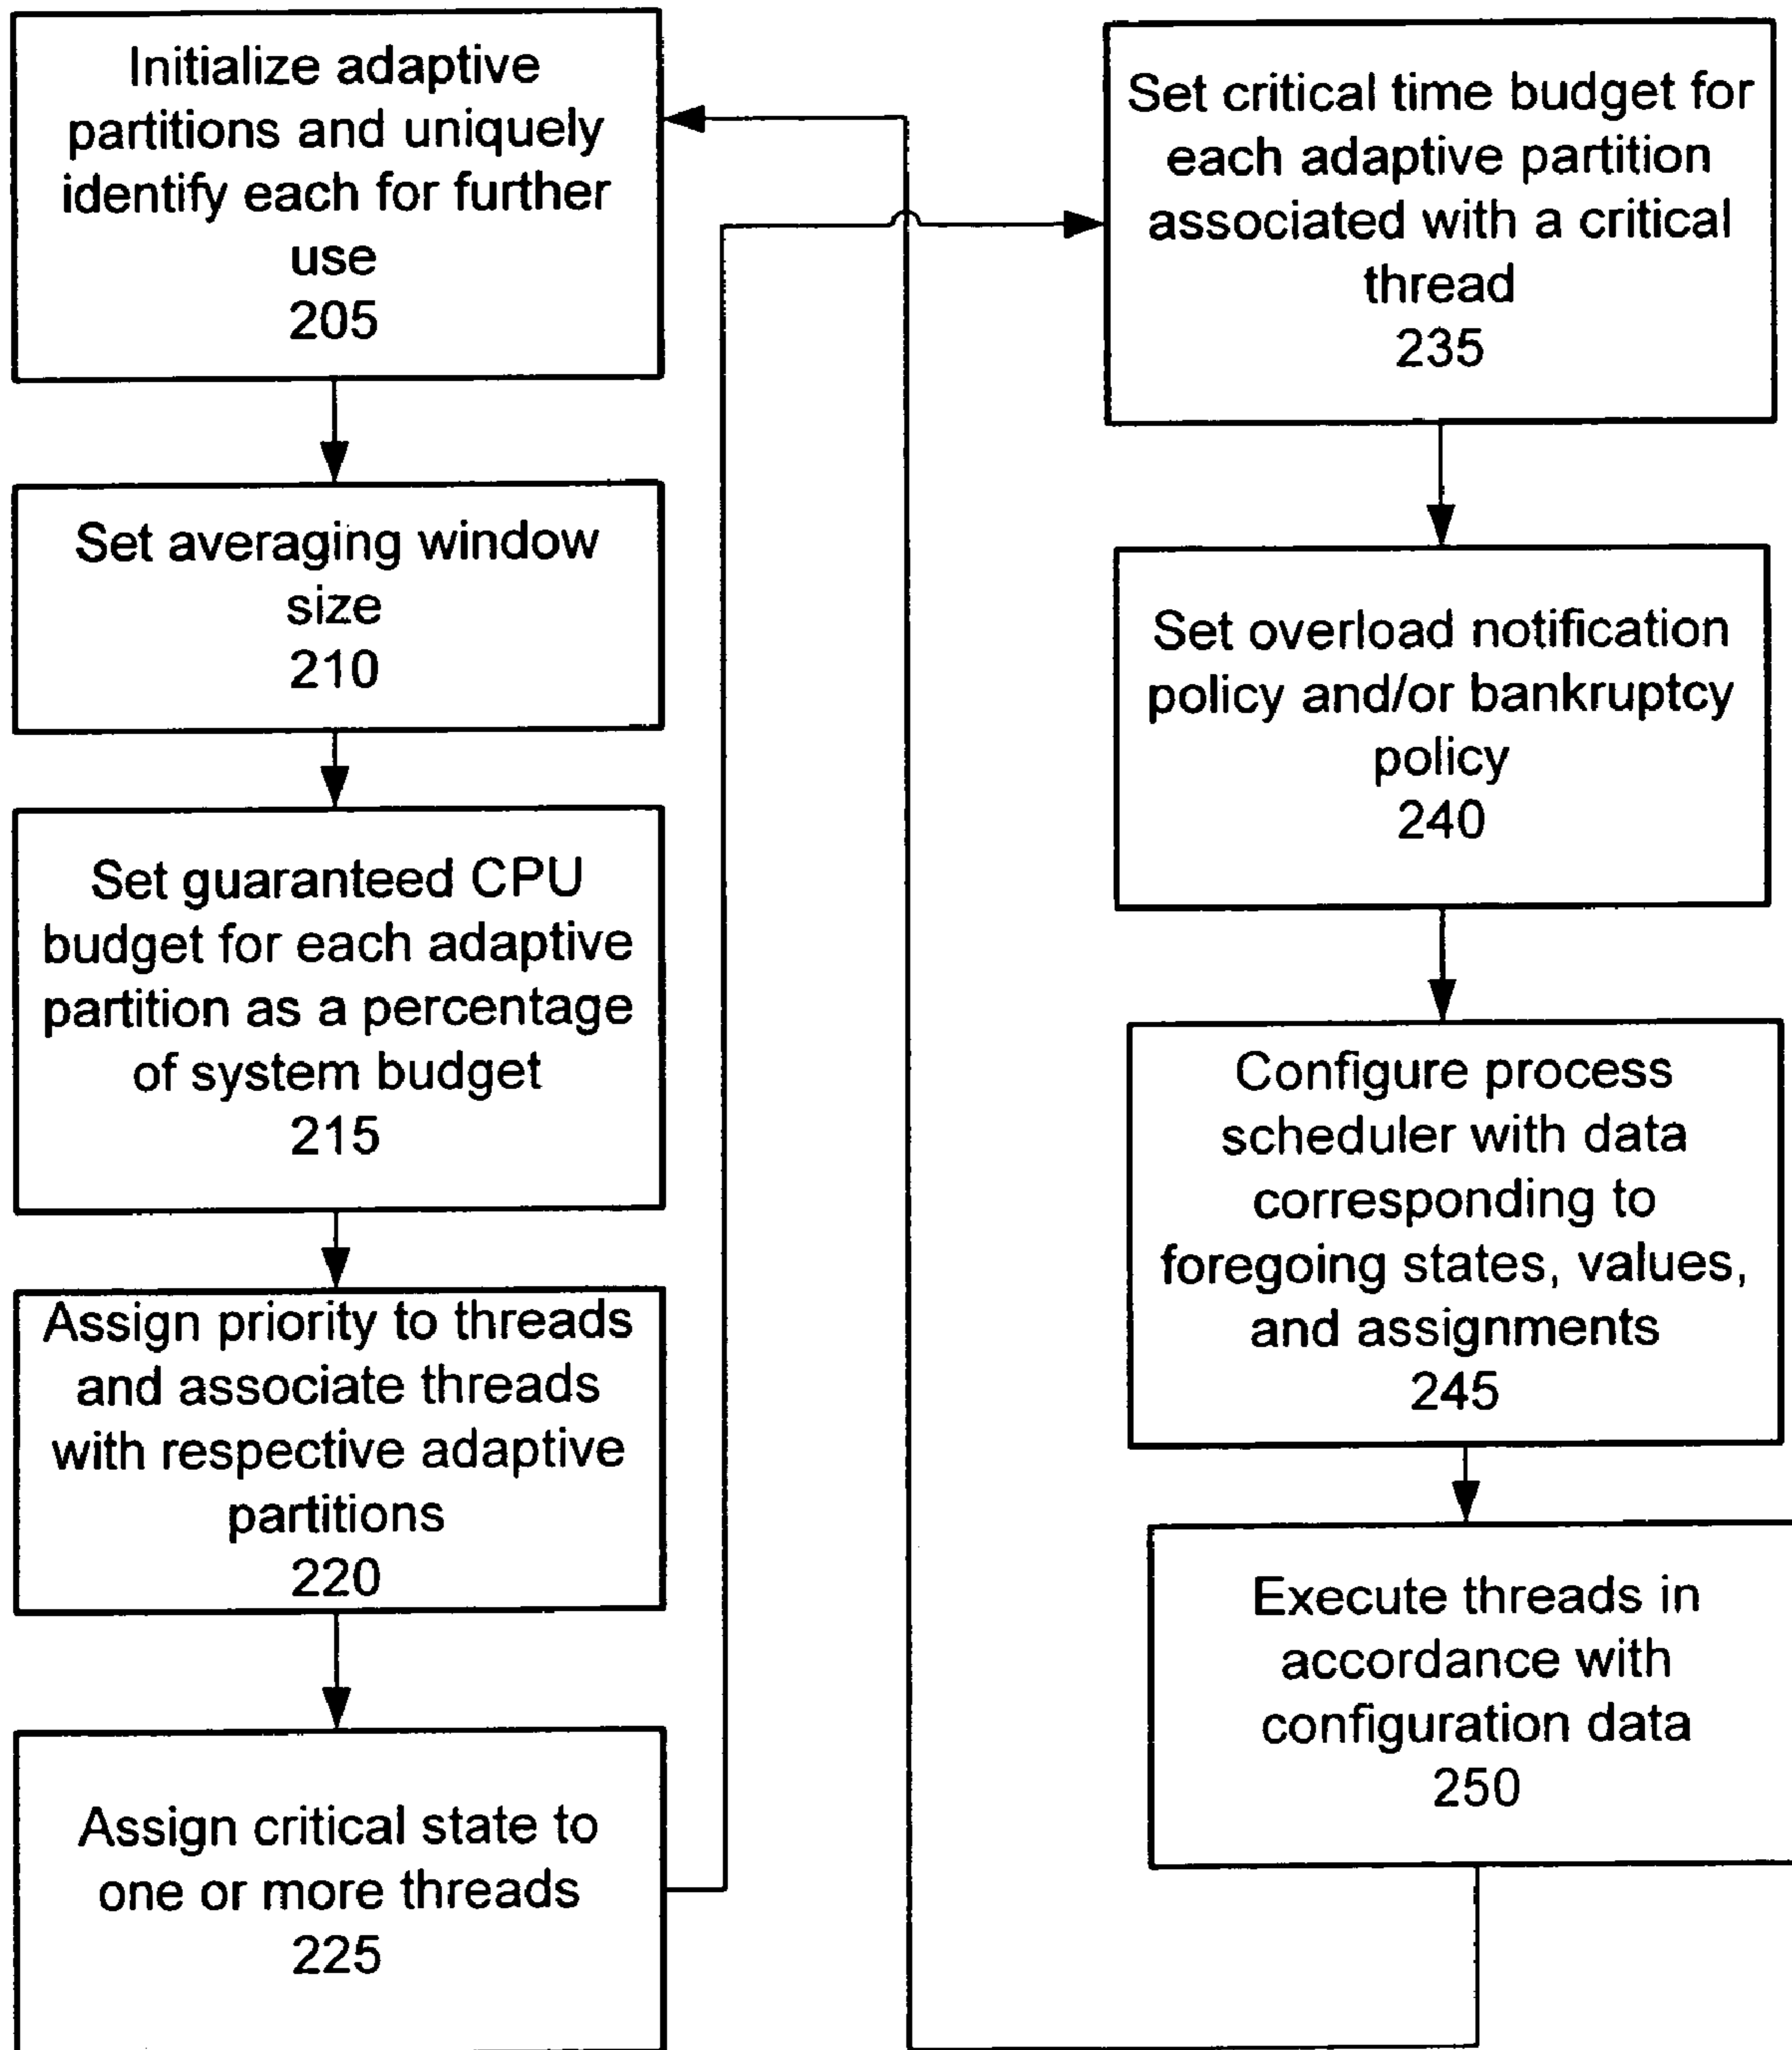 Initialize adaptive
partitions and uniquely
identify each for further
use
205
Set averaging window
size
210
Set guaranteed CPU
budget for each adaptive
partition as a percentage
of system budget
215
Assign priority to threads
and associate threads
with respective adaptive
partitions
220
Assign critical state to
one or more threads
225
Set critical time budget for
each adaptive partition
associated with a critical
thread
235
Set overload notification
policy and/or bankruptcy
policy
240
Configure process
scheduler with data
corresponding to
foregoing states, values,
and assignments
245
Execute threads in
accordance with
configuration data
250